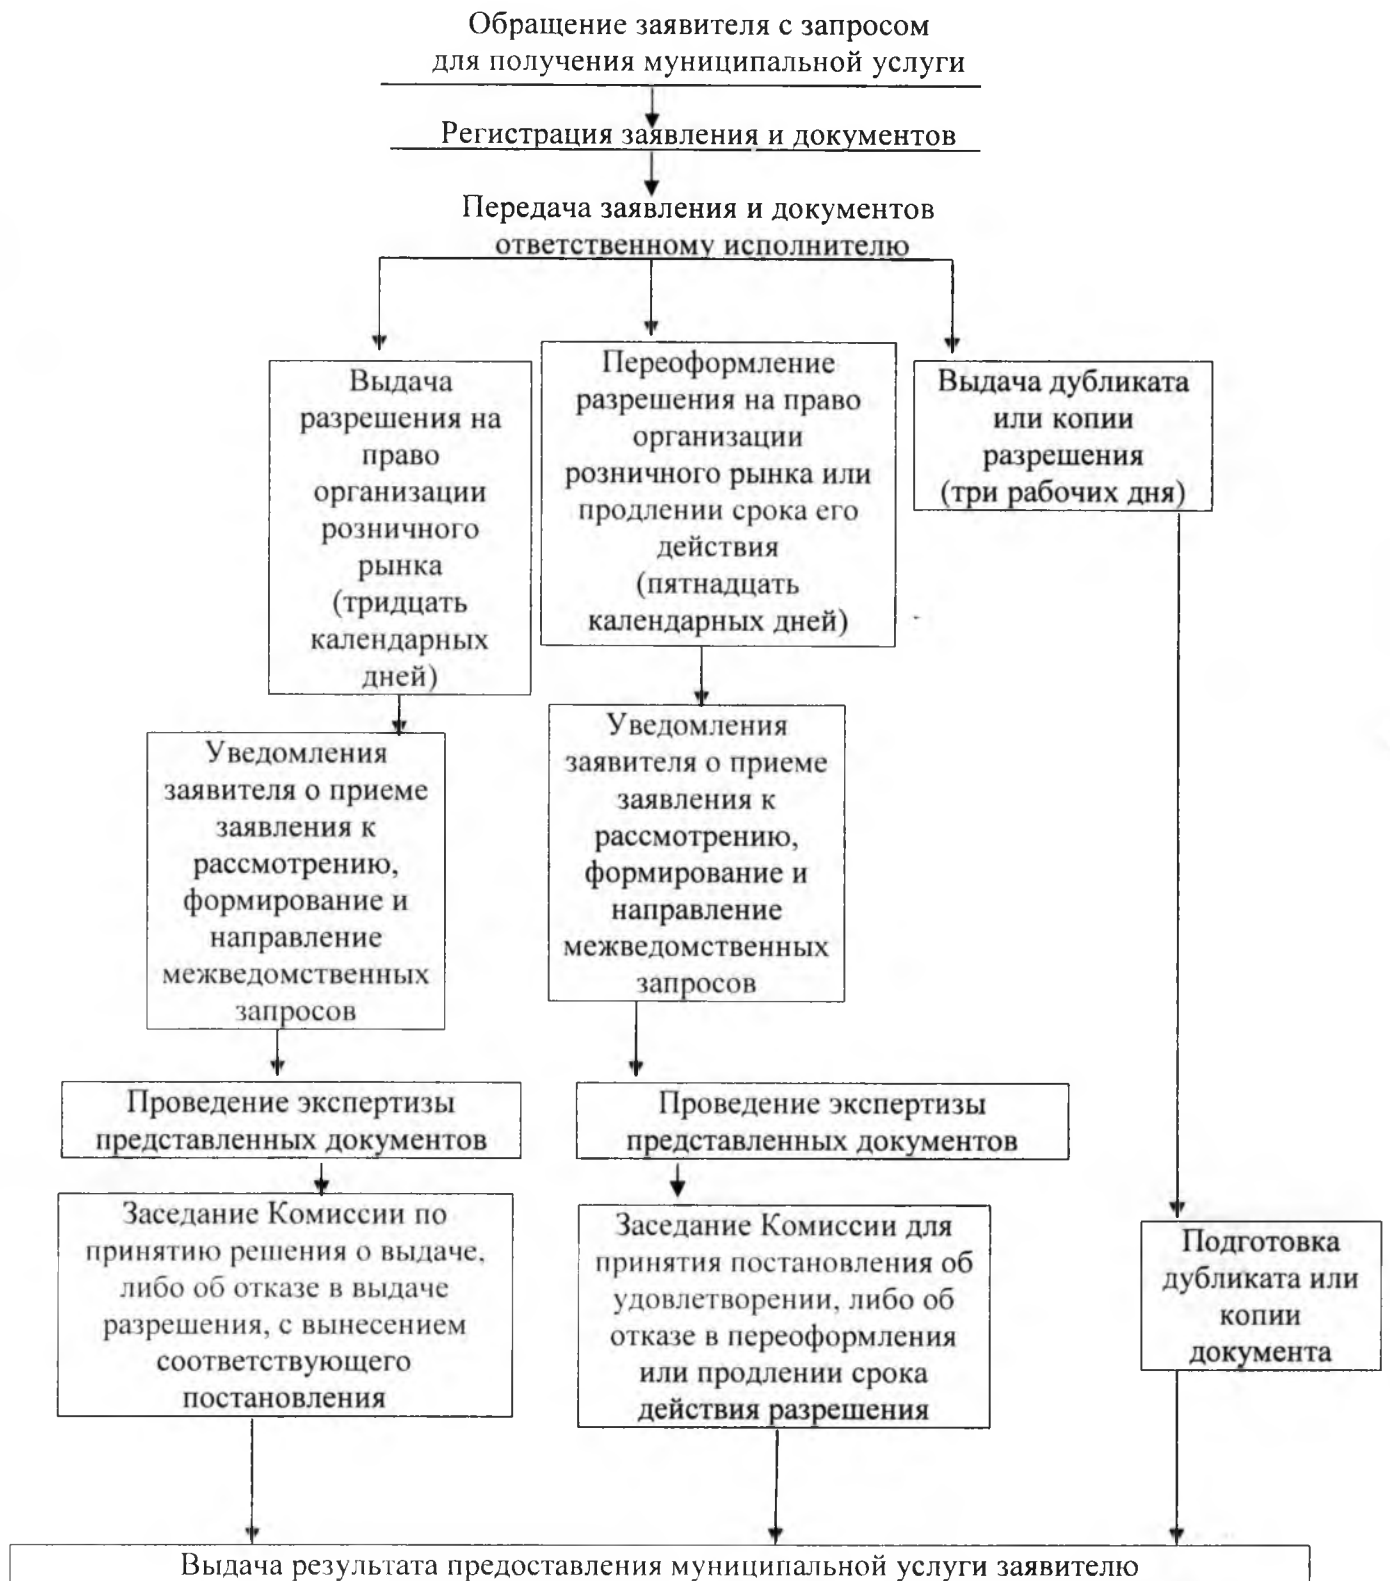 Обращение заявителя с запросом
для получения муниципальной услуги
Регистрация заявления и документов
Передача заявления и документов
ответственному исполнителю
Выдача
разрешения на
право
организации
розничного
рынка
(тридцать
календарных
дней)
Переоформление
разрешения на право
организации
розничного рынка или
продлении срока его
действия
(пятнадцать
календарных дней)
Выдача дубликата
или копии
разрешения
(три рабочих дня)
Уведомления
заявителя о приеме
заявления к
рассмотрению,
формирование и
направление
межведомственных
запросов
Уведомления
заявителя о приеме
заявления к
рассмотрению,
формирование и
направление
межведомственных
запросов
Проведение экспертизы
представленных документов
Проведение экспертизы
представленных документов
Заседание Комиссии по
принятию решения о выдаче,
либо об отказе в выдаче
разрешения, с вынесением
соответствующего
постановления
Заседание Комиссии для
принятия постановления об
удовлетворении, либо об
отказе в переоформления
или продлении срока
действия разрешения
Подготовка
дубликата или
копии
документа
Выдача результата предоставления муниципальной услуги заявителю